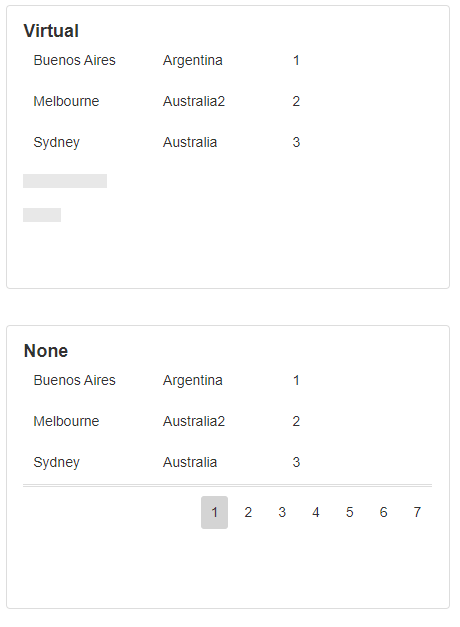 Virtual
Buenos Aires Argentina 1
Melbourne Australia2 2
Sydney Australia 3
None
Buenos Aires Argentina 1
Melbourne Australia2 2
Sydney Australia 3
1 2 3 4 5 6 7